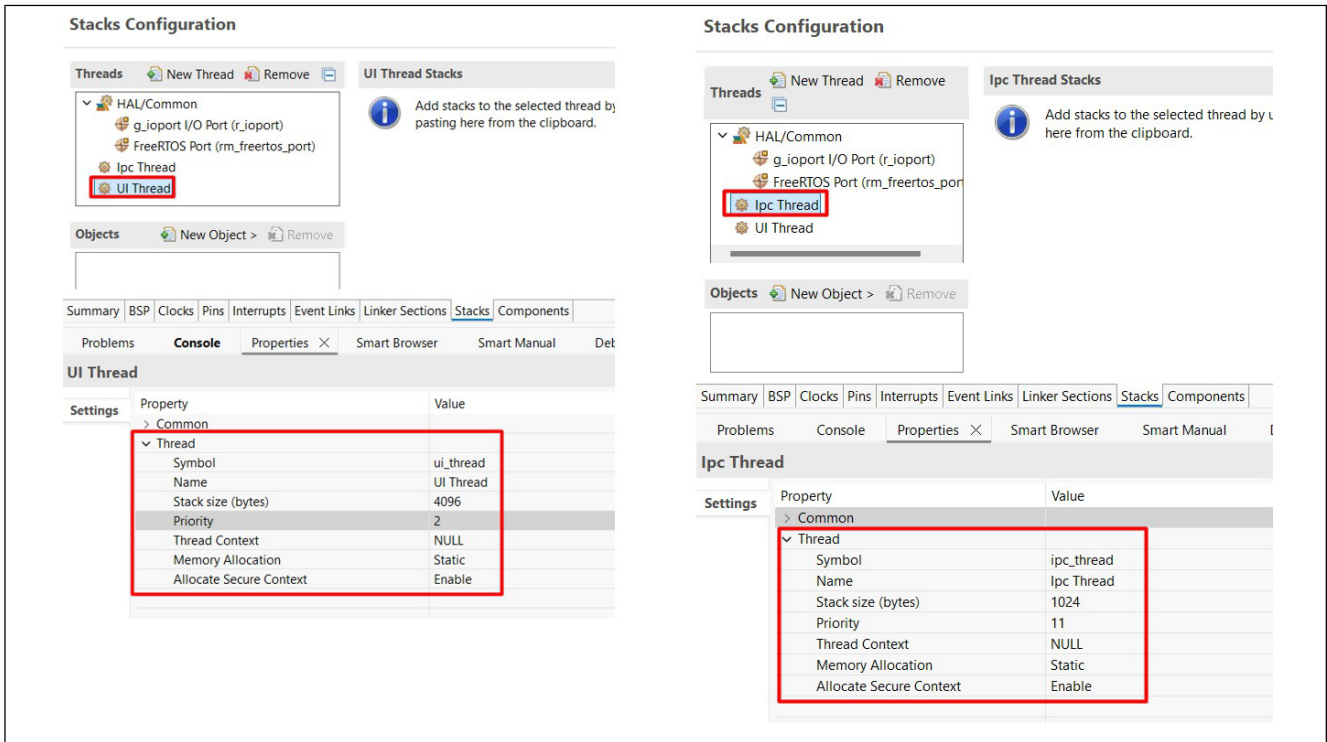 Stacks Configuration
Threads New Thread Remove
HAL/Common
g_ioport I/O Port (r_ioport)
FreeRTOS Port (rm_freertos_port)
Ipc Thread
UI Thread
UI Thread Stacks
Add stacks to the selected thread by
pasting here from the clipboard.
Objects New Object > Remove
Summary BSP Clocks Pins Interrupts Event Links Linker Sections Stacks Components
Problems Console Properties Smart Browser Smart Manual Deb
UI Thread
Settings
Property Value
> Common
Thread
Symbol ui_thread
Name UI Thread
Stack size (bytes) 4096
Priority 2
Thread Context NULL
Memory Allocation Static
Allocate Secure Context Enable
Stacks Configuration
Threads New Thread Remove
HAL/Common
g_ioport I/O Port (r_ioport)
FreeRTOS Port (rm_freertos_port
Ipc Thread
UI Thread
Ipc Thread Stacks
Add stacks to the selected thread by u
here from the clipboard.
Objects New Object > Remove
Summary BSP Clocks Pins Interrupts Event Links Linker Sections Stacks Components
Problems Console Properties Smart Browser Smart Manual
Ipc Thread
Settings
Property Value
> Common
Thread
Symbol ipc_thread
Name Ipc Thread
Stack size (bytes) 1024
Priority 11
Thread Context NULL
Memory Allocation Static
Allocate Secure Context Enable